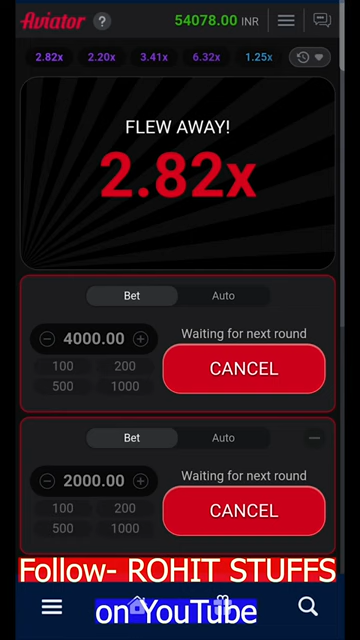 Aviator ? 54078.00 INR
2.82x 2.20x 3.41x 6.32x 1.25x
FLEW AWAY!
2.82x
Bet Auto
4000.00
Waiting for next round
100 200
500 1000
CANCEL
Bet Auto
2000.00
Waiting for next round
100 200
500 1000
CANCEL
Follow- ROHIT STUFFS
on YouTube